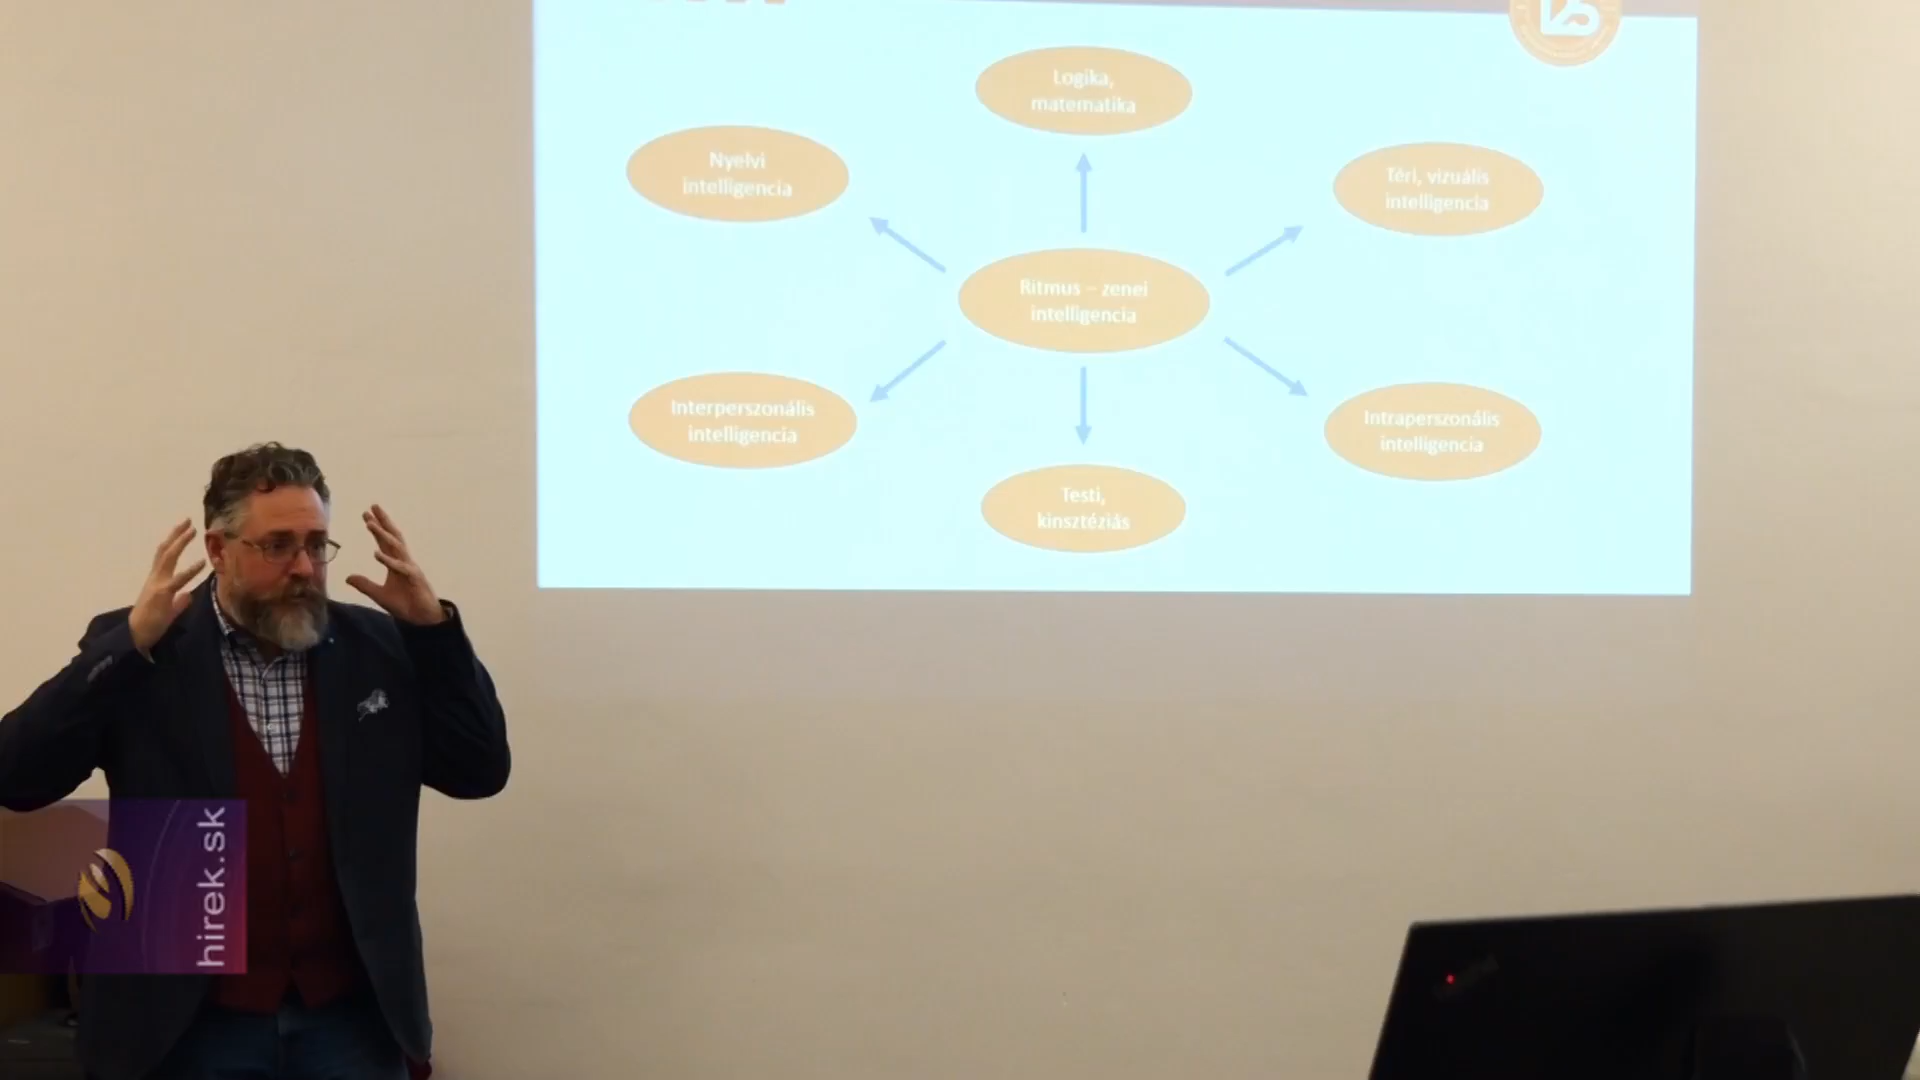 Logika,
matematika
Nyelvi
intelligencia
Téri, vizuális
intelligencia
Ritmus – zenei
intelligencia
Interperszonális
intelligencia
Intraperszonális
intelligencia
Testi,
kinsztéziás
hirek.sk